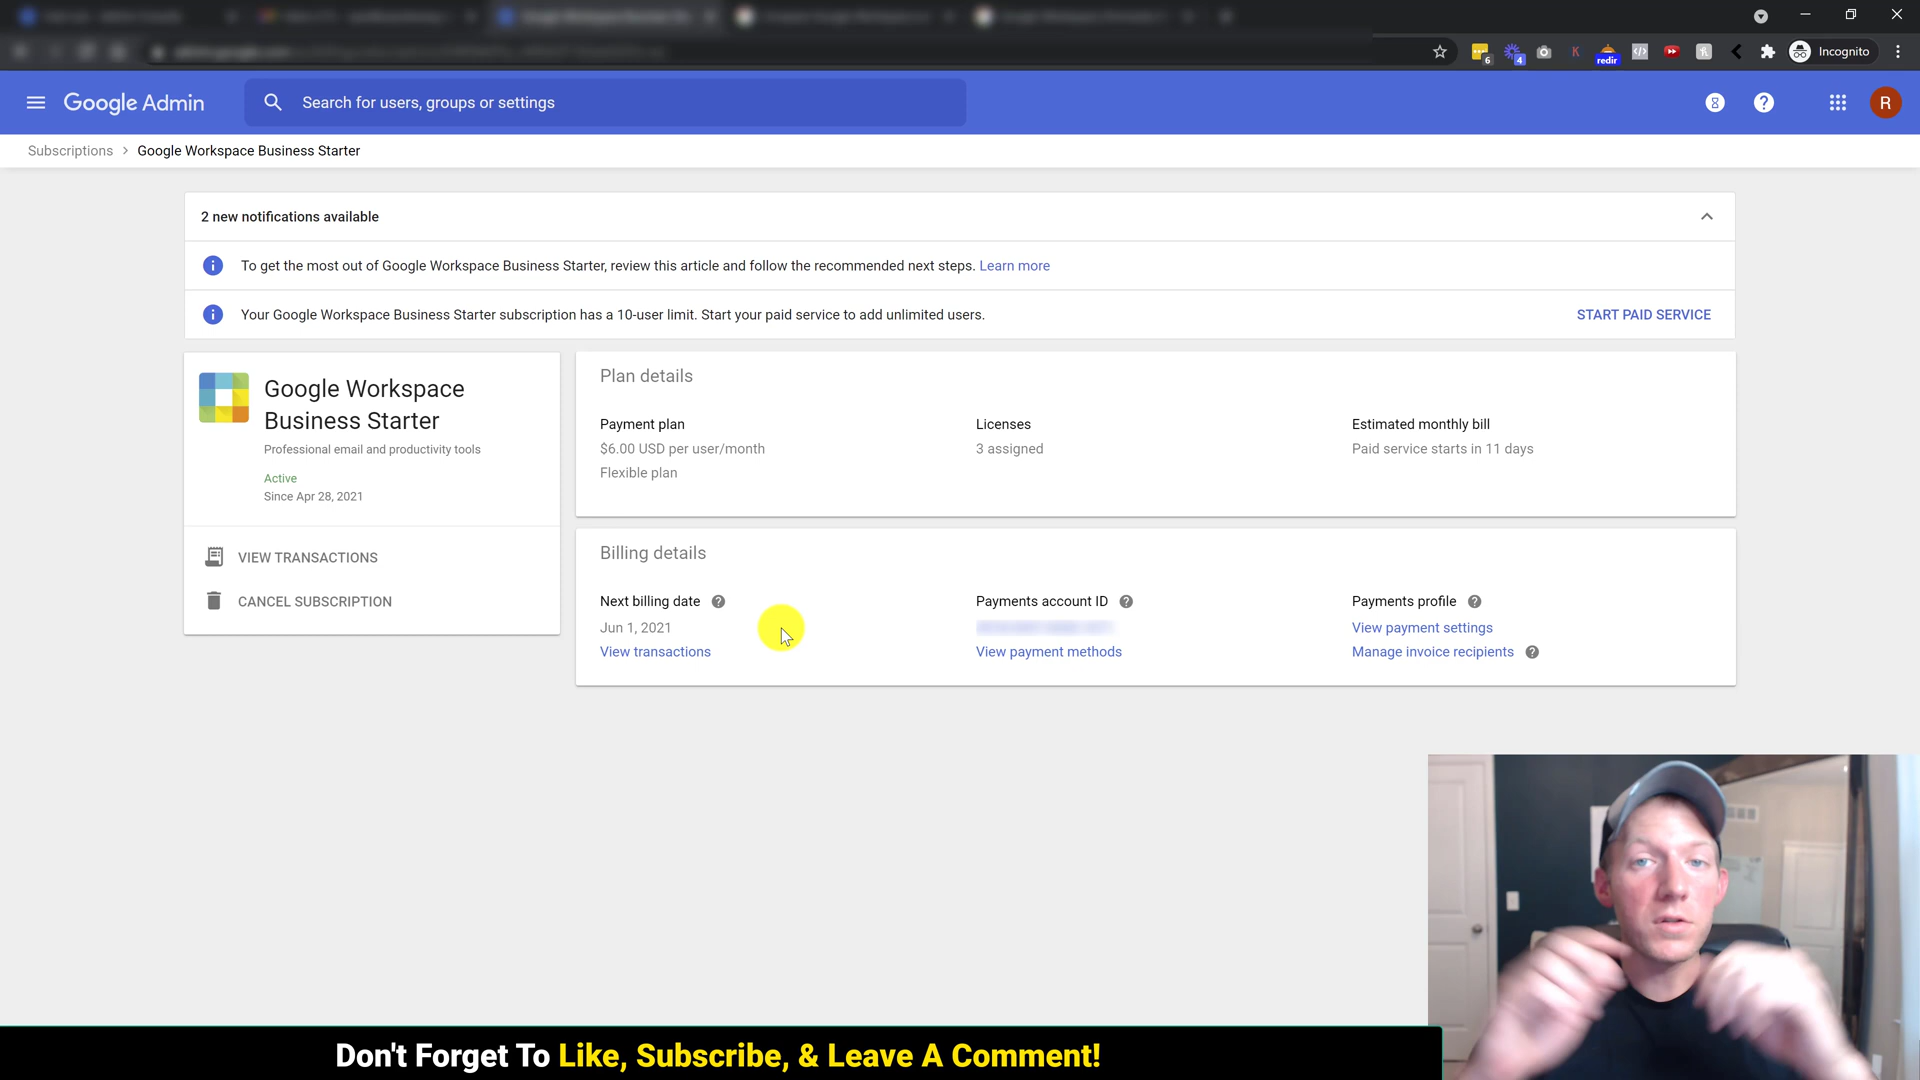 6
4
redir
Incognito
Google Admin
Search for users, groups or settings
R
Subscriptions > Google Workspace Business Starter
2 new notifications available
To get the most out of Google Workspace Business Starter, review this article and follow the recommended next steps. Learn more
Your Google Workspace Business Starter subscription has a 10-user limit. Start your paid service to add unlimited users.
START PAID SERVICE
Google Workspace
Business Starter
Professional email and productivity tools
Active
Since Apr 28, 2021
VIEW TRANSACTIONS
CANCEL SUBSCRIPTION
Plan details
Payment plan
$6.00 USD per user/month
Flexible plan
Licenses
3 assigned
Estimated monthly bill
Paid service starts in 11 days
Billing details
Next billing date
Jun 1, 2021
View transactions
Payments account ID
View payment methods
Payments profile
View payment settings
Manage invoice recipients
Don't Forget To Like, Subscribe, & Leave A Comment!